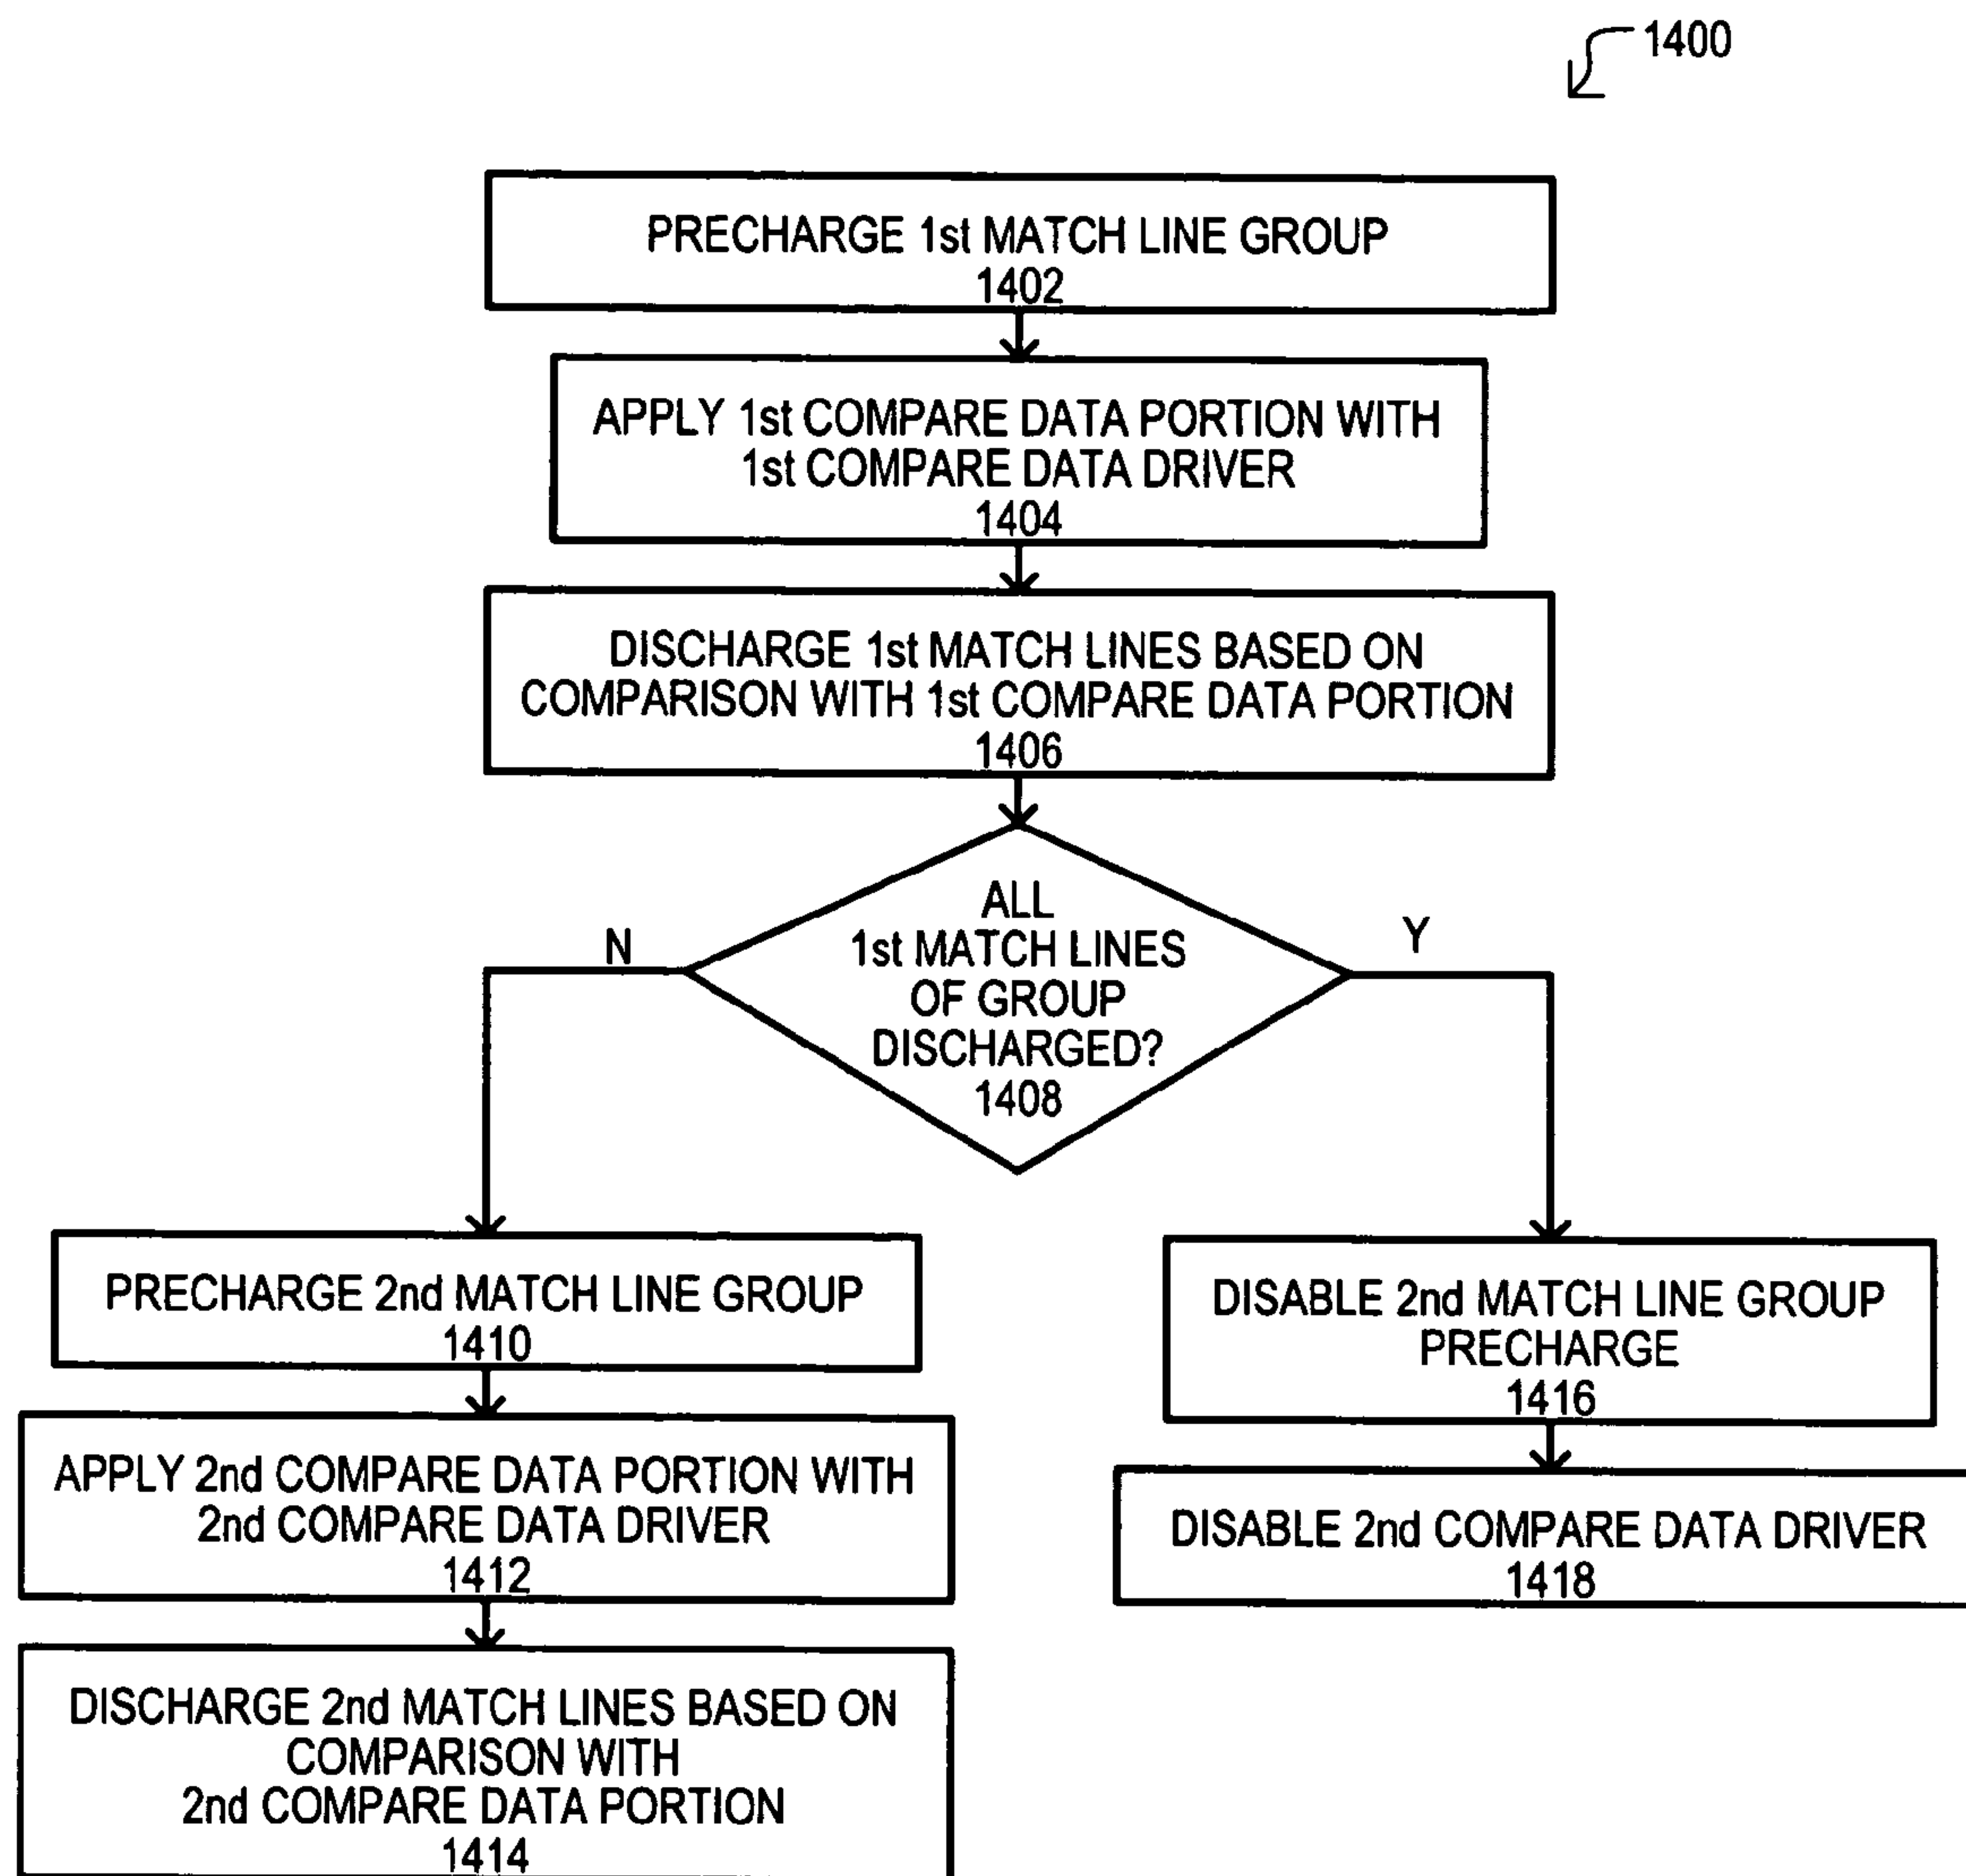 1400
PRECHARGE 1st MATCH LINE GROUP
1402
APPLY 1st COMPARE DATA PORTION WITH
1st COMPARE DATA DRIVER
1404
DISCHARGE 1st MATCH LINES BASED ON
COMPARISON WITH 1st COMPARE DATA PORTION
1406
ALL
1st MATCH LINES
OF GROUP
DISCHARGED?
1408
N
Y
PRECHARGE 2nd MATCH LINE GROUP
1410
APPLY 2nd COMPARE DATA PORTION WITH
2nd COMPARE DATA DRIVER
1412
DISCHARGE 2nd MATCH LINES BASED ON
COMPARISON WITH
2nd COMPARE DATA PORTION
1414
DISABLE 2nd MATCH LINE GROUP
PRECHARGE
1416
DISABLE 2nd COMPARE DATA DRIVER
1418